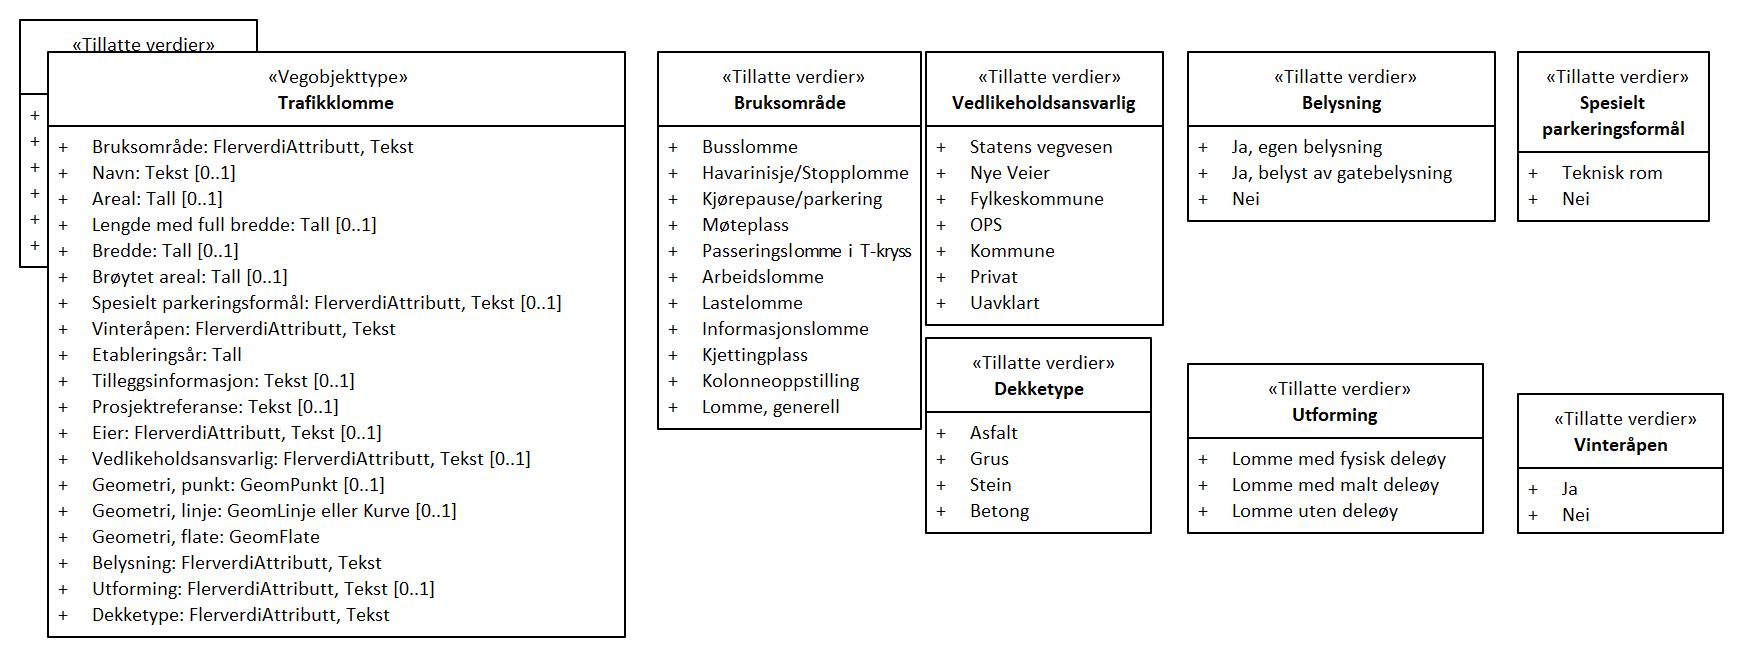 «Tillatte verdier»
+
+
+
+
+
+
«Vegobjekttype»
Trafikklomme
+ Bruksområde: FlerverdiAttributt, Tekst
+ Navn: Tekst [0..1]
+ Areal: Tall [0..1]
+ Lengde med full bredde: Tall [0..1]
+ Bredde: Tall [0..1]
+ Brøytet areal: Tall [0..1]
+ Spesielt parkeringsformål: FlerverdiAttributt, Tekst [0..1]
+ Vinteråpen: FlerverdiAttributt, Tekst
+ Etableringsår: Tall
+ Tilleggsinformasjon: Tekst [0..1]
+ Prosjektreferanse: Tekst [0..1]
+ Eier: FlerverdiAttributt, Tekst [0..1]
+ Vedlikeholdsansvarlig: FlerverdiAttributt, Tekst [0..1]
+ Geometri, punkt: GeomPunkt [0..1]
+ Geometri, linje: GeomLinje eller Kurve [0..1]
+ Geometri, flate: GeomFlate
+ Belysning: FlerverdiAttributt, Tekst
+ Utforming: FlerverdiAttributt, Tekst [0..1]
+ Dekketype: FlerverdiAttributt, Tekst
«Tillatte verdier»
Bruksområde
+ Busslomme
+ Havarinisje/Stopplomme
+ Kjørepause/parkering
+ Møteplass
+ Passeringslomme i T-kryss
+ Arbeidslomme
+ Lastelomme
+ Informasjonslomme
+ Kjettingplass
+ Kolonneoppstilling
+ Lomme, generell
«Tillatte verdier»
Vedlikeholdsansvarlig
+ Statens vegvesen
+ Nye Veier
+ Fylkeskommune
+ OPS
+ Kommune
+ Privat
+ Uavklart
«Tillatte verdier»
Dekketype
+ Asfalt
+ Grus
+ Stein
+ Betong
«Tillatte verdier»
Belysning
+ Ja, egen belysning
+ Ja, belyst av gatebelysning
+ Nei
«Tillatte verdier»
Utforming
+ Lomme med fysisk deleøy
+ Lomme med malt deleøy
+ Lomme uten deleøy
«Tillatte verdier»
Spesielt
parkeringsformål
+ Teknisk rom
+ Nei
«Tillatte verdier»
Vinteråpen
+ Ja
+ Nei